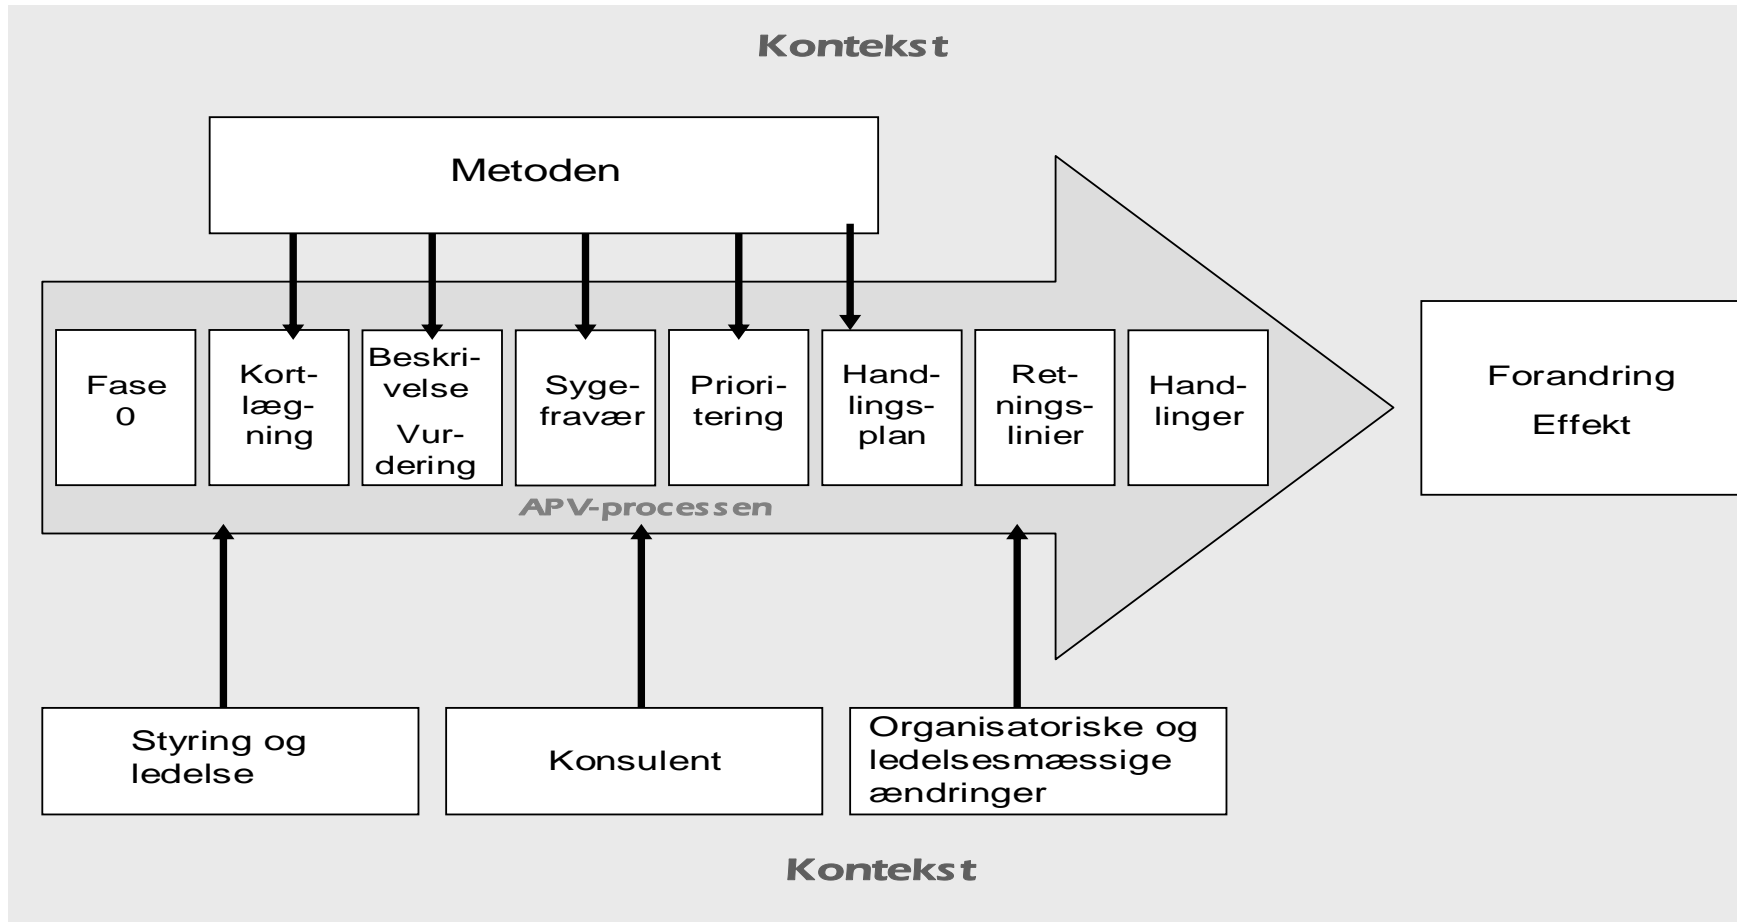 Kontekst
Metoden
Fase
0
Kort-
læg-
ning
Beskri-
velse
Vur-
dering
Syge-
fravær
Priori-
tering
Hand-
lings-
plan
Ret-
nings-
linier
Hand-
linger
Forandring
Effekt
APV-processen
Styring og
ledelse
Konsulent
Organisatoriske og
ledelsesmæssige
ændringer
Kontekst